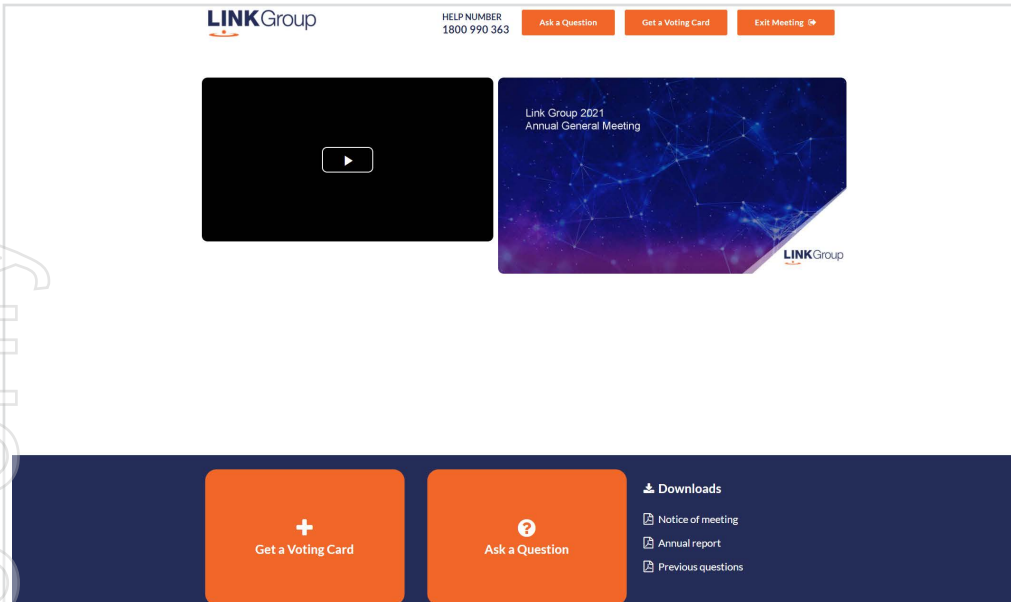 LINKGroup
HELP NUMBER
1800 990 363
Ask a Question
Get a Voting Card
Exit Meeting
Link Group 2021
Annual General Meeting
LINKGroup
Get a Voting Card
Ask a Question
Downloads
Notice of meeting
Annual report
Previous questions